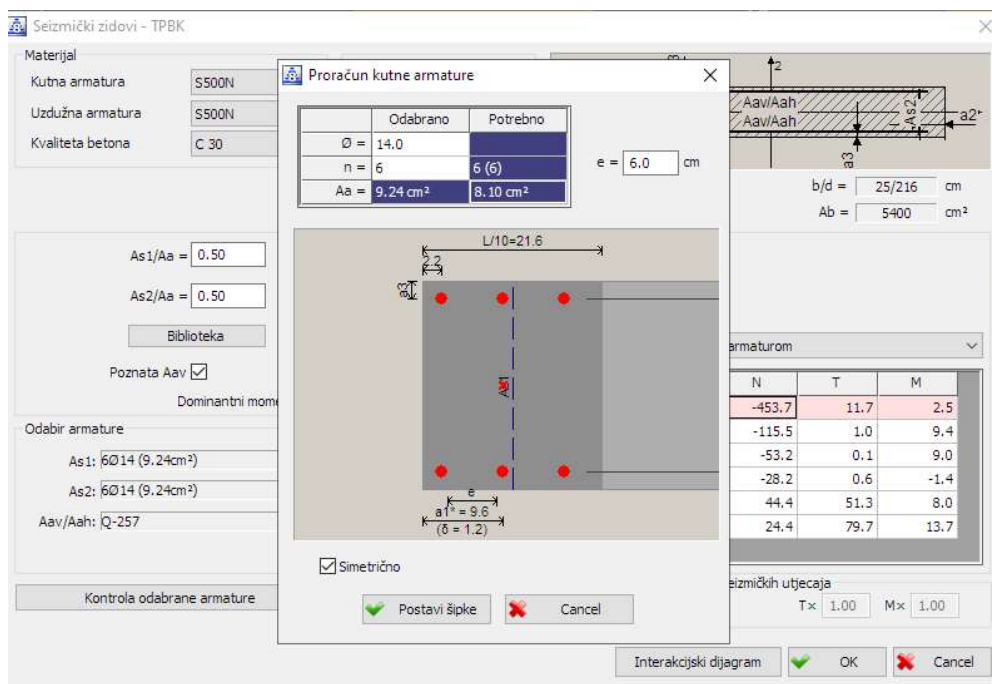 Seizmički zidovi - TPBK
Materijal
Kutna armatura S500N
Uzdužna armatura S500N
Kvaliteta betona C 30
2
Aav/Aah
Aav/Aah
As2
a2*
a3
b/d = 25/216 cm
Ab = 5400 cm²
As1/Aa = 0.50
As2/Aa = 0.50
Biblioteka
Poznata Aav
Dominantni mome
Odabir armature
As1: 6Ø14 (9.24cm²)
As2: 6Ø14 (9.24cm²)
Aav/Aah: Q-257
Kontrola odabrane armature
Proračun kutne armature
Odabrano Potrebno
Ø = 14.0
n = 6 6 (6)
Aa = 9.24 cm² 8.10 cm²
e = 6.0 cm
L/10=21.6
2.2
a3
As1
e
a1* = 9.6
(δ = 1.2)
Simetrično
Postavi šipke Cancel
armaturom
N T M
-453.7 11.7 2.5
-115.5 1.0 9.4
-53.2 0.1 9.0
-28.2 0.6 -1.4
44.4 51.3 8.0
24.4 79.7 13.7
eizmičkih utjecaja
T× 1.00 M× 1.00
Interakcijski dijagram OK Cancel